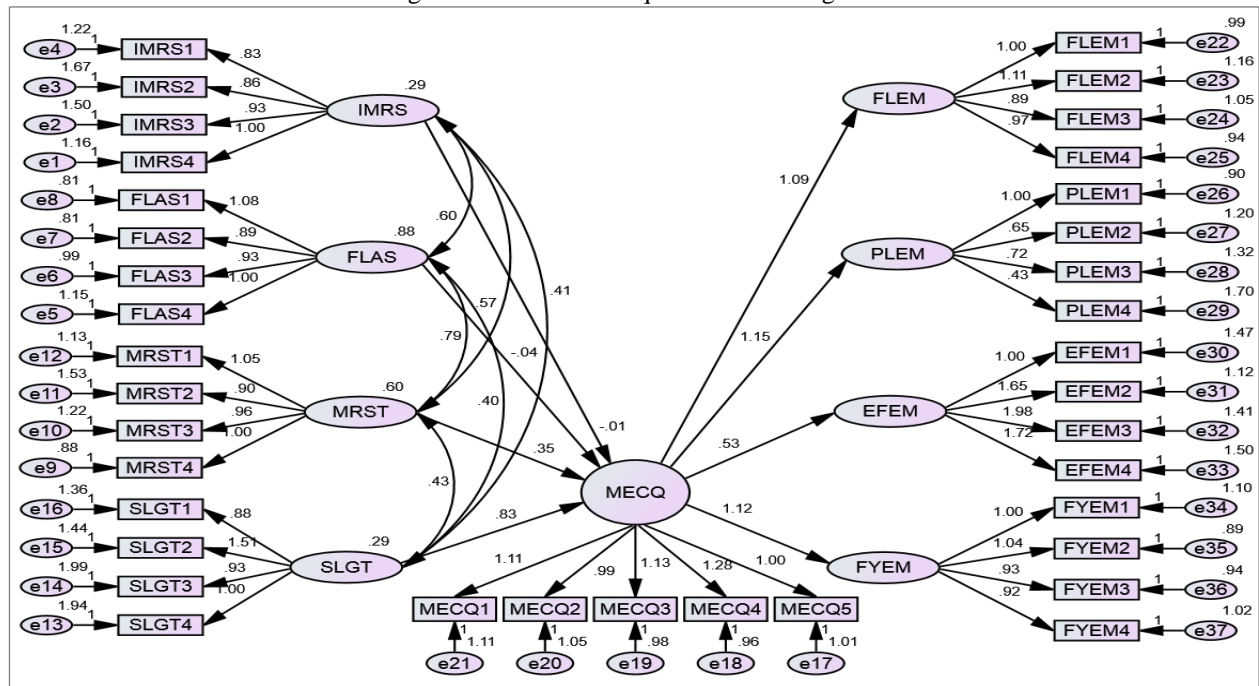 1.22
e4 1 IMRS1 .83
1.67
e3 1 IMRS2 .86
1.50
e2 1 IMRS3 .93
1.16
e1 1 IMRS4 1.00
.29
IMRS
.81
e8 1 FLAS1 1.08
.81
e7 1 FLAS2 .89
.99
e6 1 FLAS3 .93
1.15
e5 1 FLAS4 1.00
.88
FLAS
1.13
e12 1 MRST1 1.05
1.53
e11 1 MRST2 .90
1.22
e10 1 MRST3 .96
.88
e9 1 MRST4 1.00
.60
MRST
1.36
e16 1 SLGT1 .88
1.44
e15 1 SLGT2 1.51
1.99
e14 1 SLGT3 .93
1.94
e13 1 SLGT4 1.00
.29
SLGT
.60
.57
.41
.79
.40
.43
-.04
-.01
.35
.83
MECQ
1.09
1.15
.53
1.12
1.11 .99 1.13 1.28 1.00
MECQ1 MECQ2 MECQ3 MECQ4 MECQ5
1 1 1 1 1
1.11 1.05 .98 .96 1.01
e21 e20 e19 e18 e17
FLEM
.99
1.00 FLEM1 1 e22
1.16
1.11 FLEM2 1 e23
1.05
.89 FLEM3 1 e24
.94
.97 FLEM4 1 e25
PLEM
.90
1.00 PLEM1 1 e26
1.20
.65 PLEM2 1 e27
1.32
.72 PLEM3 1 e28
1.70
.43 PLEM4 1 e29
EFEM
1.47
1.00 EFEM1 1 e30
1.12
1.65 EFEM2 1 e31
1.41
1.98 EFEM3 1 e32
1.50
1.72 EFEM4 1 e33
FYEM
1.10
1.00 FYEM1 1 e34
.89
1.04 FYEM2 1 e35
.94
.93 FYEM3 1 e36
1.02
.92 FYEM4 1 e37